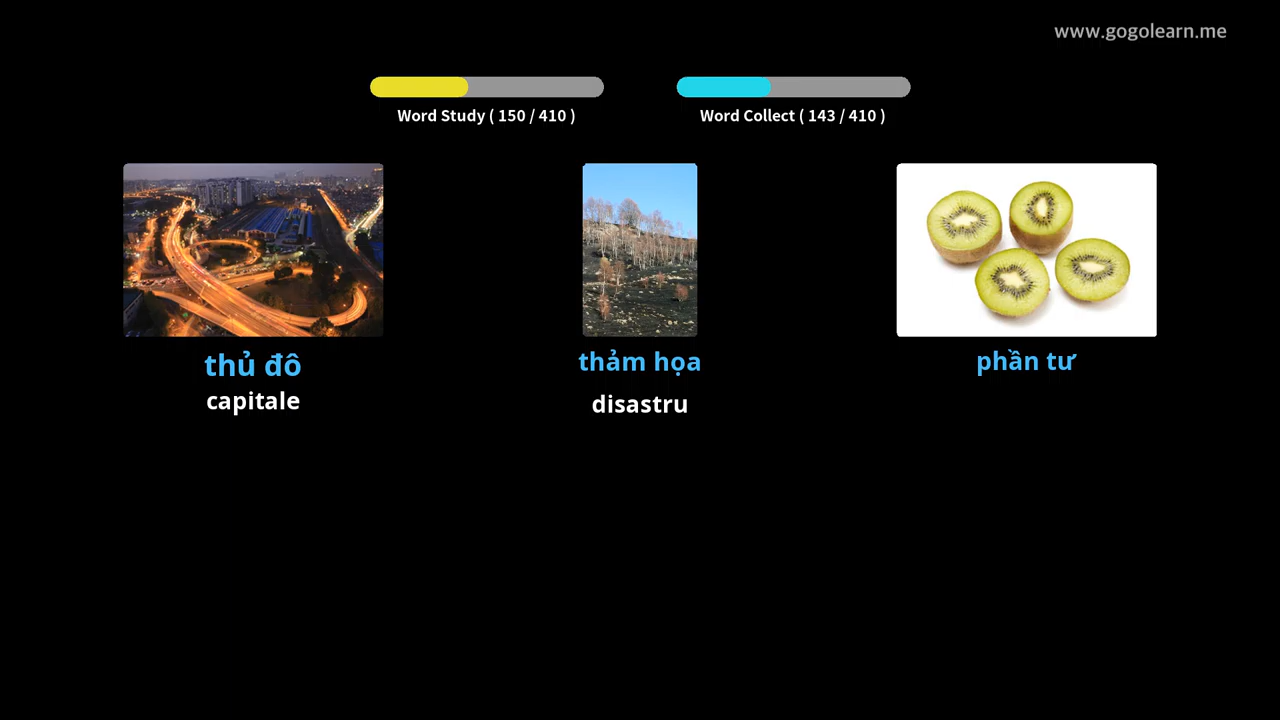 www.gogolearn.me
Word Study ( 150 / 410 )
Word Collect ( 143 / 410 )
thủ đô
capitale
thảm họa
disastru
phần tư